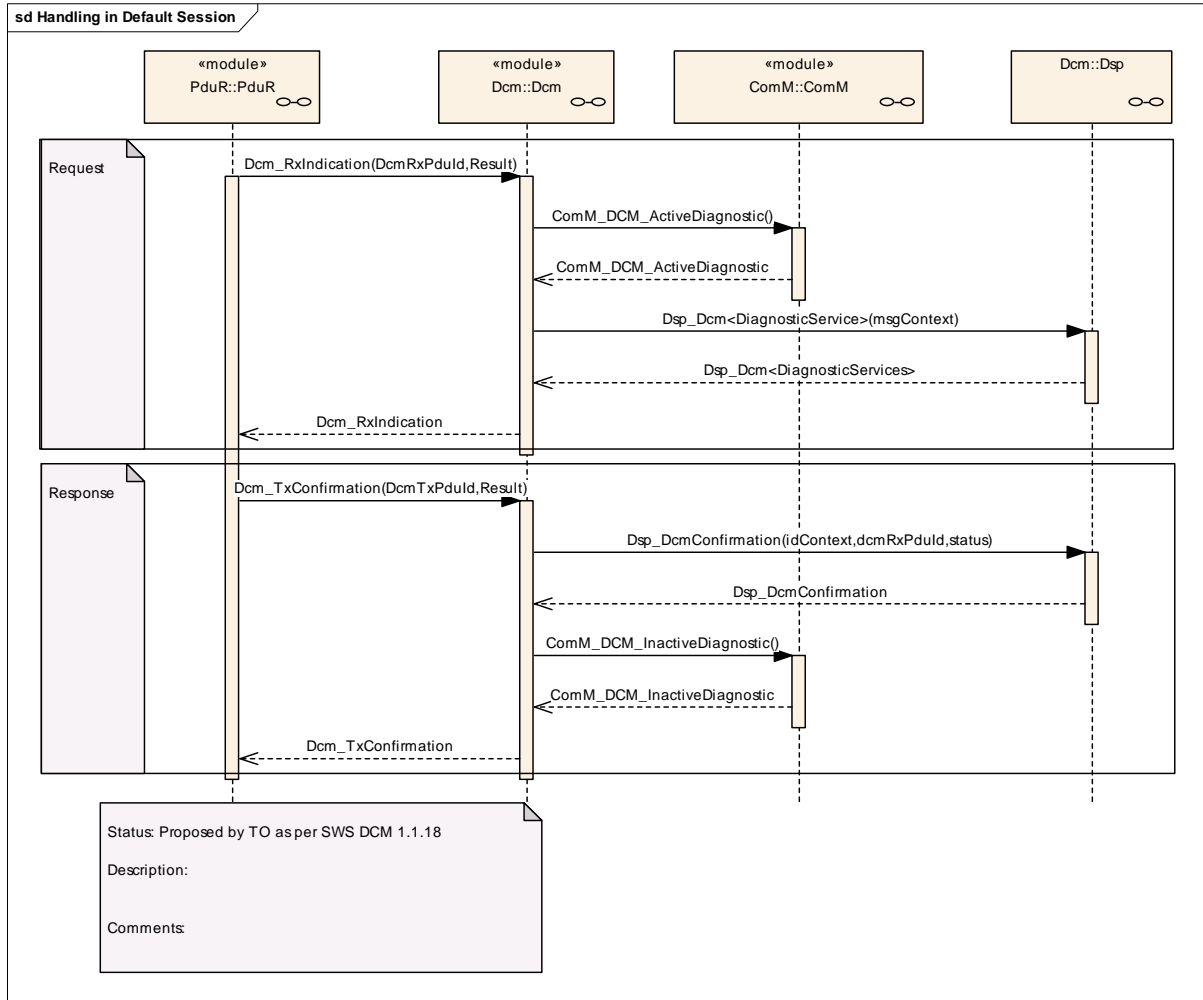 sd Handling in Default Session
«module»
PduR::PduR
«module»
Dcm::Dcm
«module»
ComM::ComM
Dcm::Dsp
Request
Dcm_RxIndication(DcmRxPduId,Result)
ComM_DCM_ActiveDiagnostic()
ComM_DCM_ActiveDiagnostic
Dsp_Dcm<DiagnosticService>(msgContext)
Dsp_Dcm<DiagnosticServices>
Dcm_RxIndication
Response
Dcm_TxConfirmation(DcmTxPduId,Result)
Dsp_DcmConfirmation(idContext,dcmRxPduId,status)
Dsp_DcmConfirmation
ComM_DCM_InactiveDiagnostic()
ComM_DCM_InactiveDiagnostic
Dcm_TxConfirmation
Status: Proposed by TO as per SWS DCM 1.1.18
Description:
Comments: